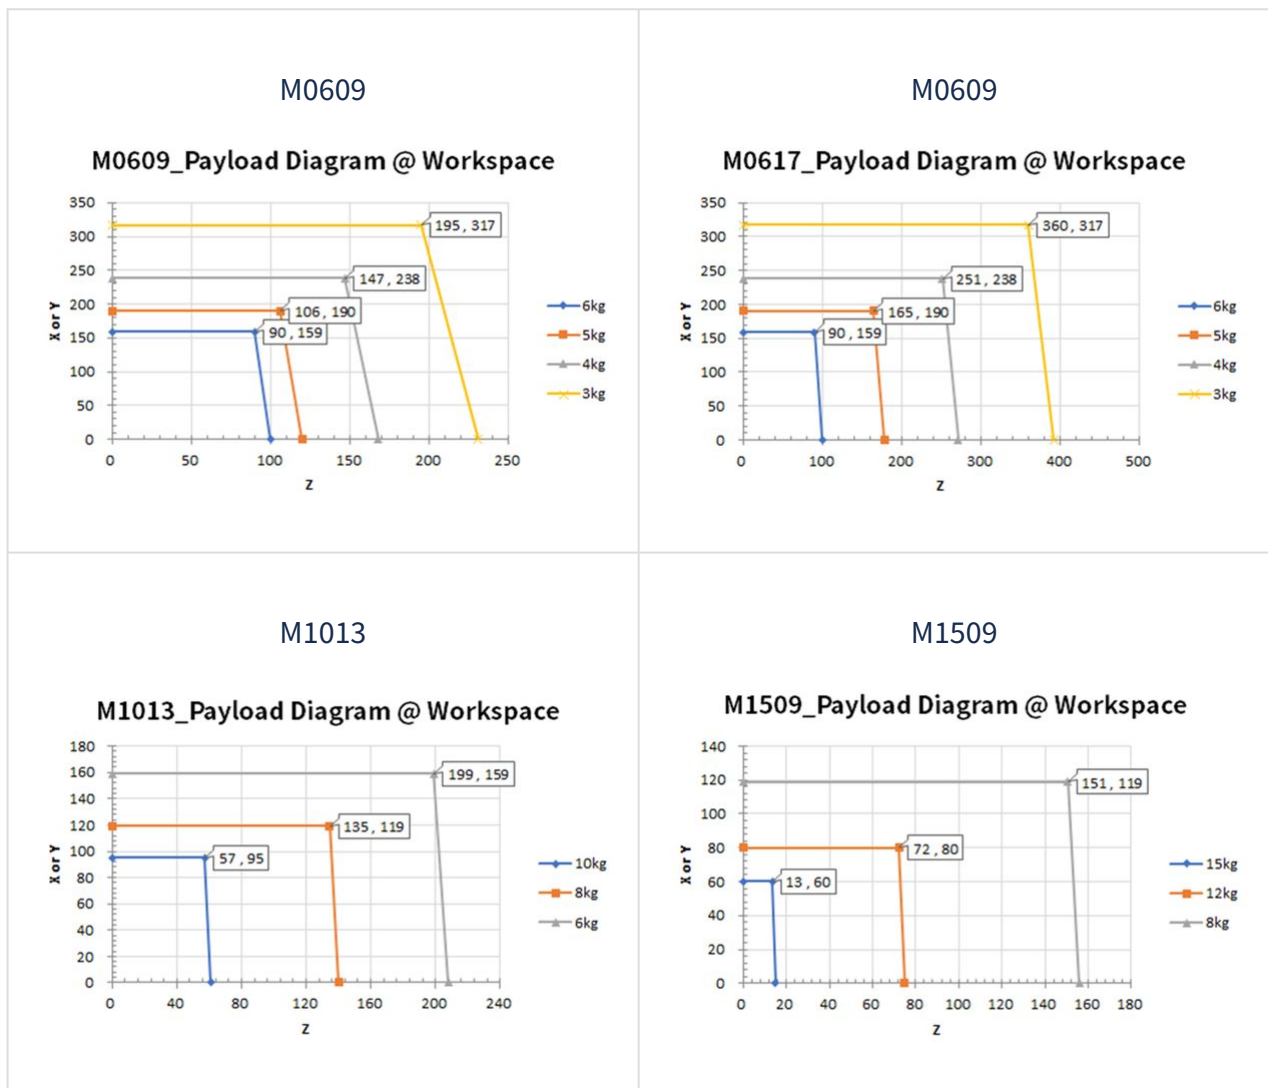 M0609
M0609_Payload Diagram @ Workspace
350
300
250
200
150
100
50
0
X or Y
195 , 317
147 , 238
106 , 190
90 , 159
6kg
5kg
4kg
3kg
0 50 100 150 200 250
Z
M0609
M0617_Payload Diagram @ Workspace
350
300
250
200
150
100
50
0
X or Y
360 , 317
251 , 238
165 , 190
90 , 159
6kg
5kg
4kg
3kg
0 100 200 300 400 500
Z
M1013
M1013_Payload Diagram @ Workspace
180
160
140
120
100
80
60
40
20
0
X or Y
199 , 159
135 , 119
57 , 95
10kg
8kg
6kg
0 40 80 120 160 200 240
Z
M1509
M1509_Payload Diagram @ Workspace
140
120
100
80
60
40
20
0
X or Y
151 , 119
72 , 80
13 , 60
15kg
12kg
8kg
0 20 40 60 80 100 120 140 160 180
Z